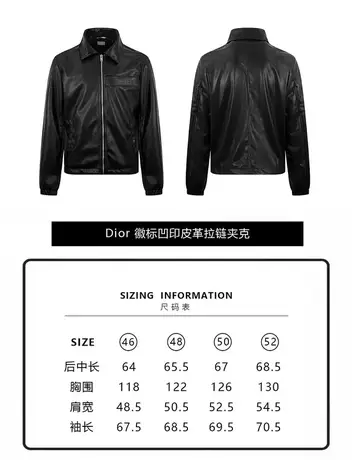 Dior 徽标凹印皮革拉链夹克
SIZING INFORMATION
尺码表
SIZE 46 48 50 52
后中长 64 65.5 67 68.5
胸围 118 122 126 130
肩宽 48.5 50.5 52.5 54.5
袖长 67.5 68.5 69.5 70.5